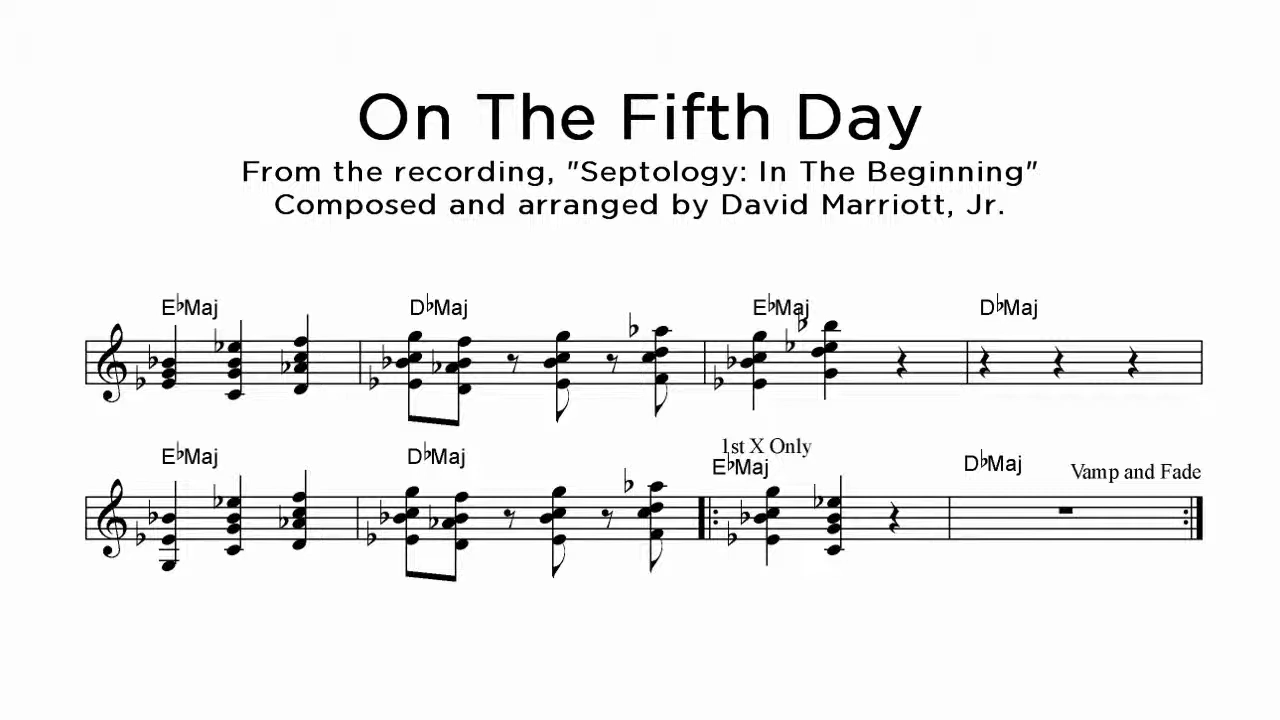 On The Fifth Day
From the recording, "Septology: In The Beginning"
Composed and arranged by David Marriott, Jr.
E♭Maj D♭Maj E♭Maj D♭Maj
1st X Only
E♭Maj D♭Maj E♭Maj D♭Maj Vamp and Fade